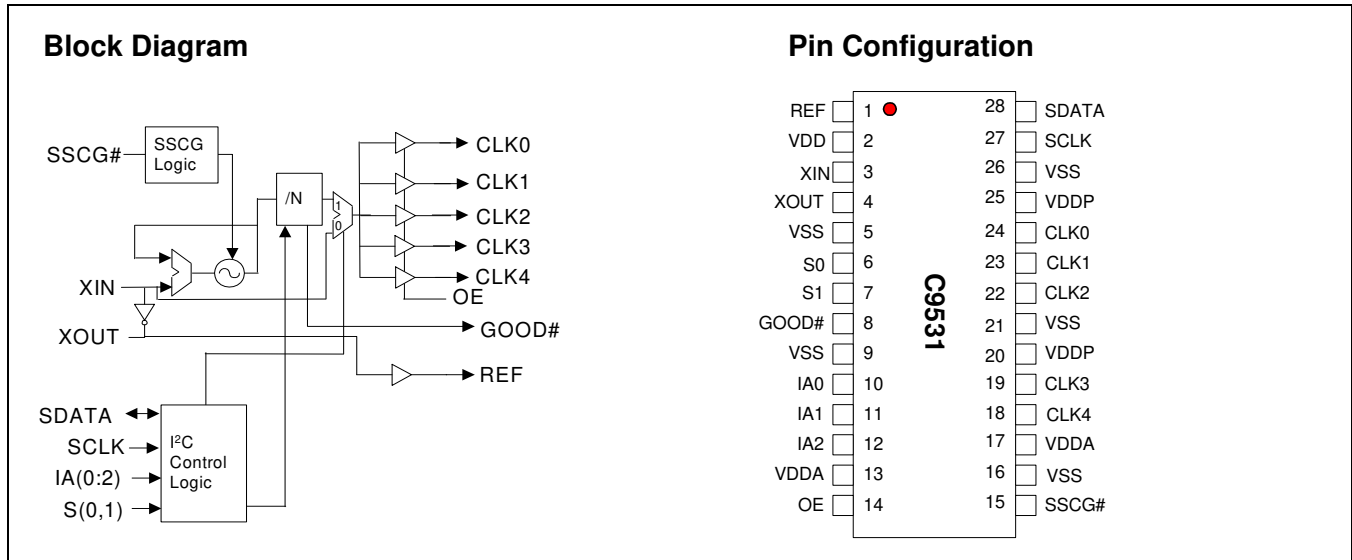 Block Diagram
SSCG#
SSCG
Logic
/N
1
0
CLK0
CLK1
CLK2
CLK3
CLK4
OE
XIN
XOUT
GOOD#
REF
SDATA
SCLK
IA(0:2)
S(0,1)
I²C
Control
Logic
Pin Configuration
REF 1 28 SDATA
VDD 2 27 SCLK
XIN 3 26 VSS
XOUT 4 25 VDDP
VSS 5 24 CLK0
S0 6 23 CLK1
S1 7 22 CLK2
GOOD# 8 21 VSS
VSS 9 20 VDDP
IA0 10 19 CLK3
IA1 11 18 CLK4
IA2 12 17 VDDA
VDDA 13 16 VSS
OE 14 15 SSCG#
C9531